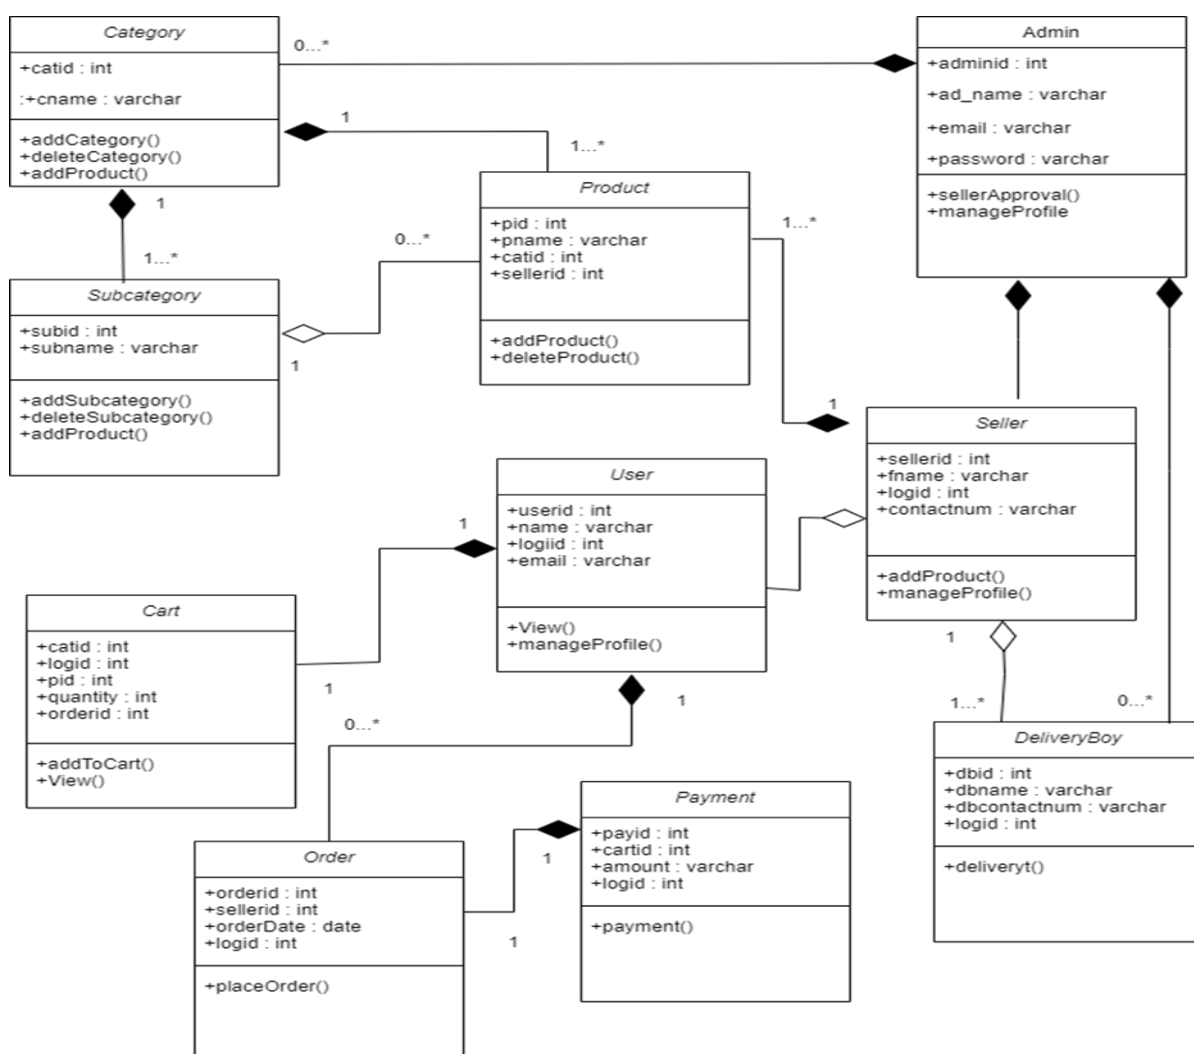 Category
+catid : int
:+cname : varchar
+addCategory()
+deleteCategory()
+addProduct()
0...*
Admin
+adminid : int
+ad_name : varchar
+email : varchar
+password : varchar
+sellerApproval()
+manageProfile
1
1...*
Product
+pid : int
+pname : varchar
+catid : int
+sellerid : int
+addProduct()
+deleteProduct()
1
1...*
0...*
1...*
Subcategory
+subid : int
+subname : varchar
+addSubcategory()
+deleteSubcategory()
+addProduct()
1
1
Seller
+sellerid : int
+fname : varchar
+logid : int
+contactnum : varchar
+addProduct()
+manageProfile()
User
+userid : int
+name : varchar
+logiid : int
+email : varchar
+View()
+manageProfile()
1
Cart
+catid : int
+logid : int
+pid : int
+quantity : int
+orderid : int
+addToCart()
+View()
1
1
0...*
1
1...*
0...*
DeliveryBoy
+dbid : int
+dbname : varchar
+dbcontactnum : varchar
+logid : int
+deliveryt()
Payment
+payid : int
+cartid : int
+amount : varchar
+logid : int
+payment()
1
1
Order
+orderid : int
+sellerid : int
+orderDate : date
+logid : int
+placeOrder()